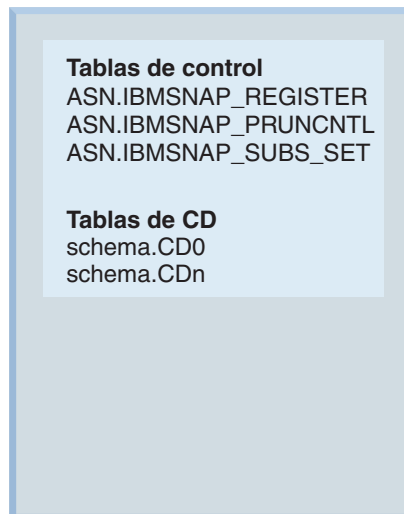 Tablas de control
ASN.IBMSNAP_REGISTER
ASN.IBMSNAP_PRUNCNTL
ASN.IBMSNAP_SUBS_SET
Tablas de CD
schema.CD0
schema.CDn